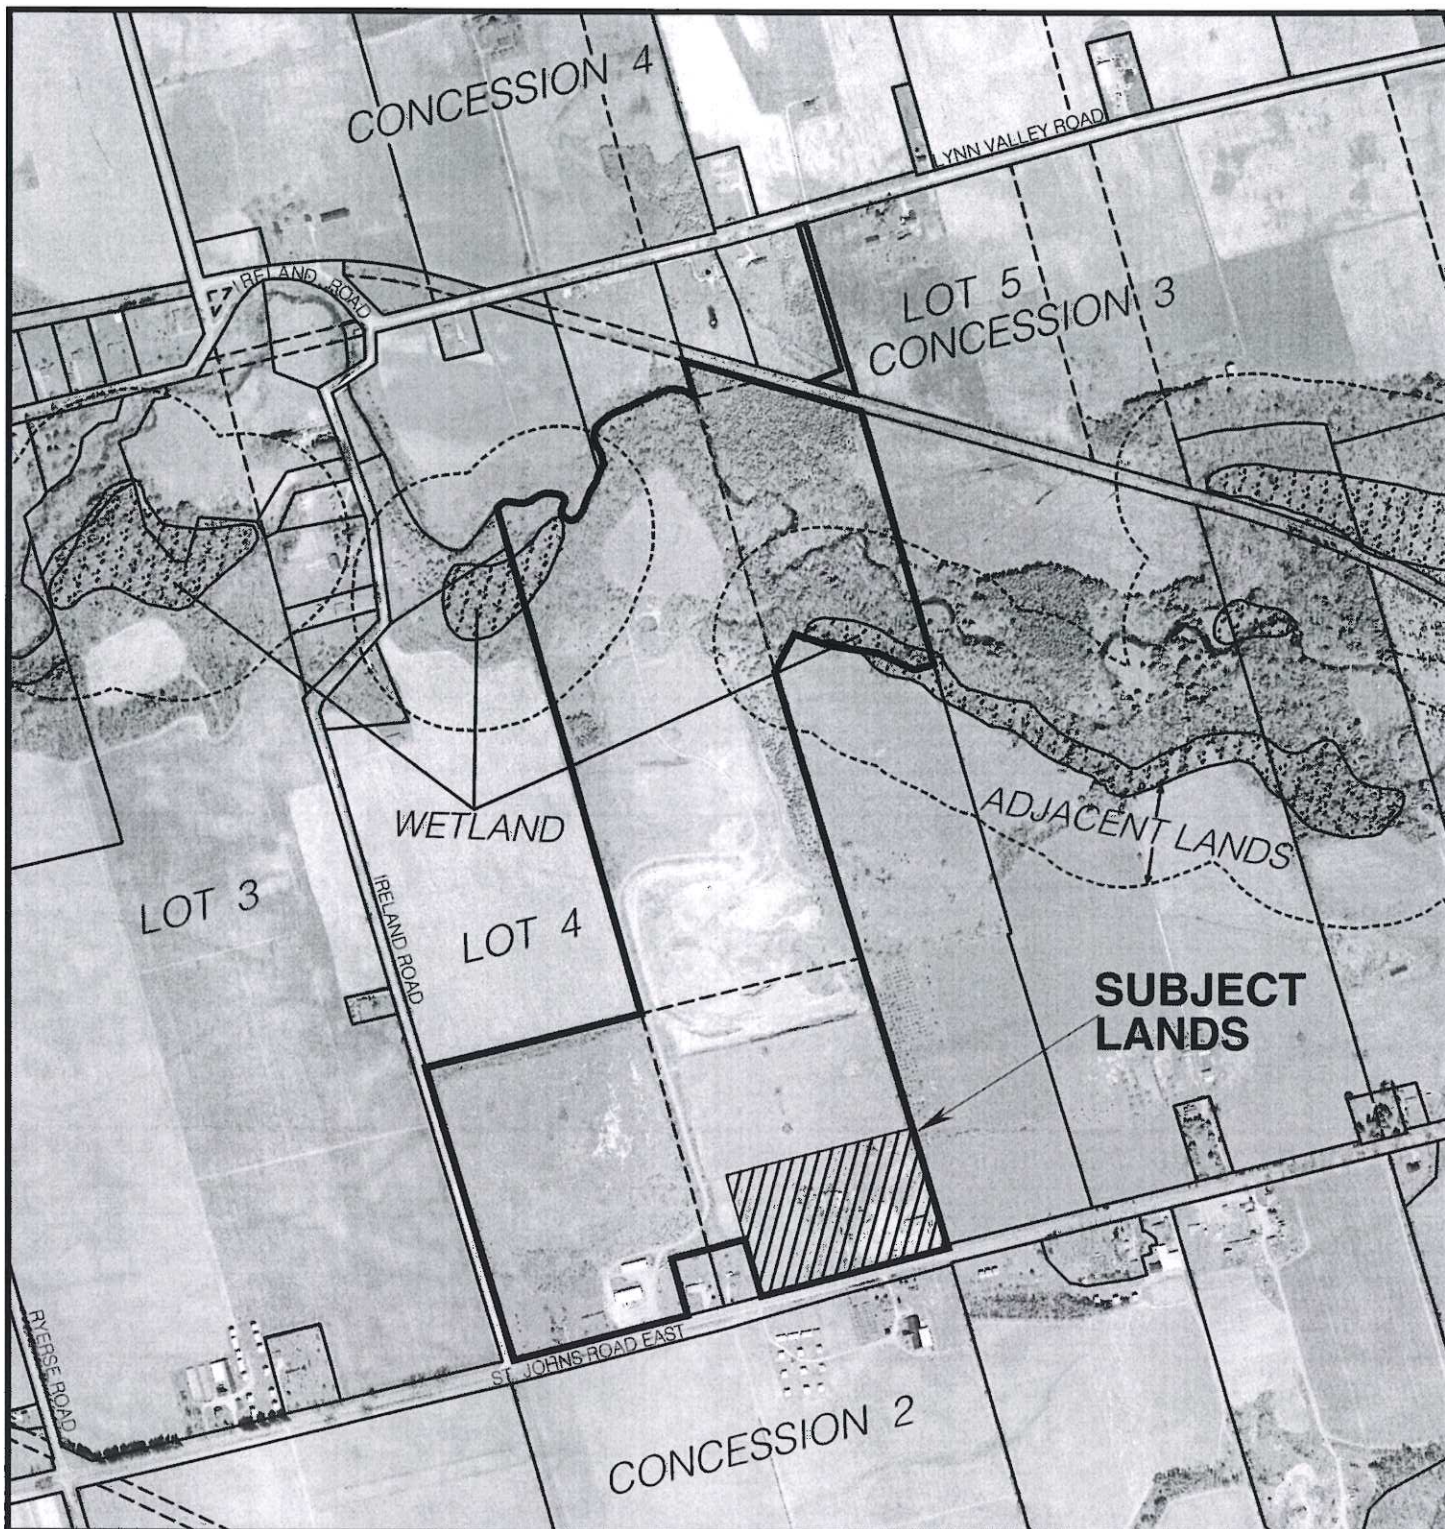 CONCESSION 4
LYNN VALLEY ROAD
IRELAND ROAD
LOT 5
CONCESSION 3
WETLAND
ADJACENT LANDS
LOT 3
IRELAND ROAD
LOT 4
SUBJECT
LANDS
RYERSE ROAD
ST. JOHNS ROAD EAST
CONCESSION 2